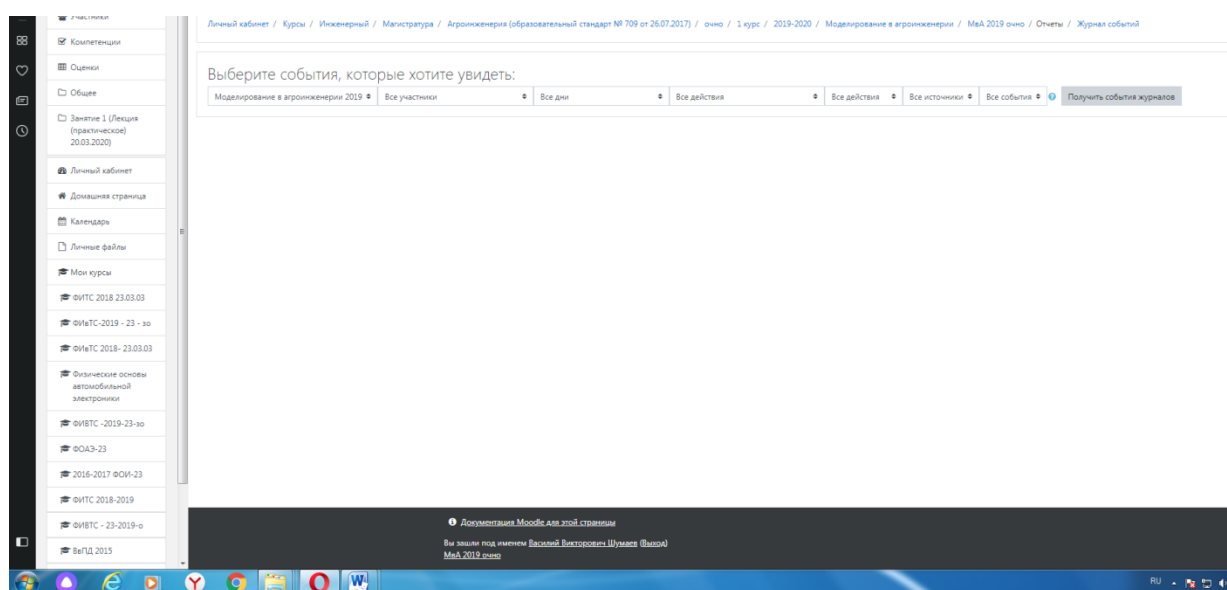 Участники
Компетенции
Оценки
Общее
Занятие 1 (Лекция
(практическое)
20.03.2020)
Личный кабинет
Домашняя страница
Календарь
Личные файлы
Мои курсы
ФИТС 2018 23.03.03
ФИвТС-2019 - 23 - зо
ФИвТС 2018- 23.03.03
Физические основы
автомобильной
электроники
ФИВТС -2019-23-зо
ФОАЭ-23
2016-2017 ФОИ-23
ФИТС 2018-2019
ФИВТС - 23-2019-о
ВвПД 2015
Личный кабинет / Курсы / Инженерный / Магистратура / Агроинженерия (образовательный стандарт № 709 от 26.07.2017) / очно / 1 курс / 2019-2020 / Моделирование в агроинженерии / МвА 2019 очно / Отчеты / Журнал событий
Выберите события, которые хотите увидеть:
Моделирование в агроинженерии 2019 Все участники Все дни Все действия Все действия Все источники Все события Получить события журналов
Документация Moodle для этой страницы
Вы зашли под именем Василий Викторович Шумаев (Выход)
МвА 2019 очно
RU